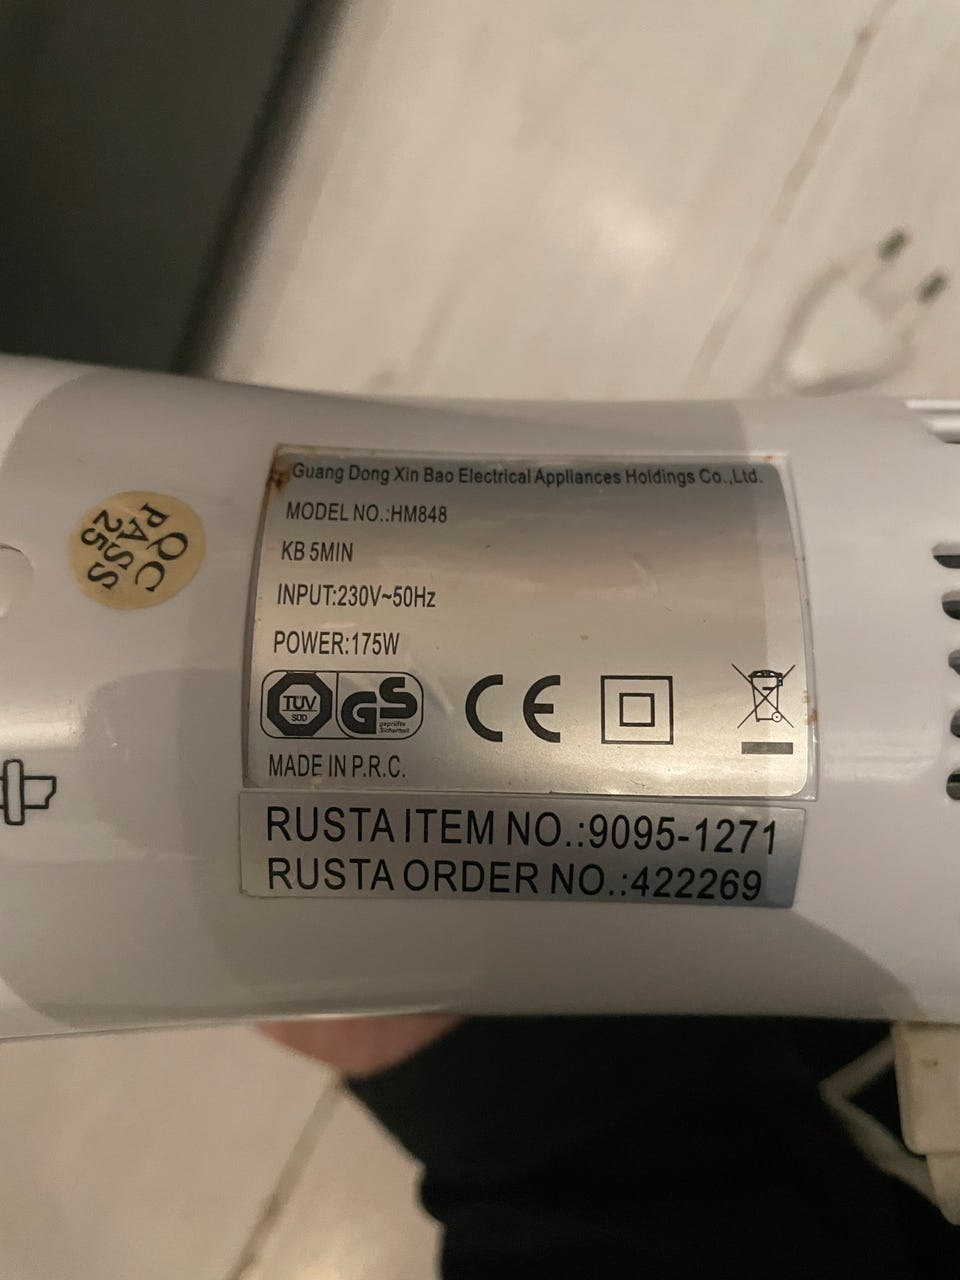 Guang Dong Xin Bao Electrical Appliances Holdings Co.,Ltd.
MODEL NO.:HM848
KB 5MIN
INPUT:230V~50Hz
POWER:175W
TÜV
SÜD
GS
geprüfte
Sicherheit
CE
MADE IN P.R.C.
RUSTA ITEM NO.:9095-1271
RUSTA ORDER NO.:422269
QC
PASS
25